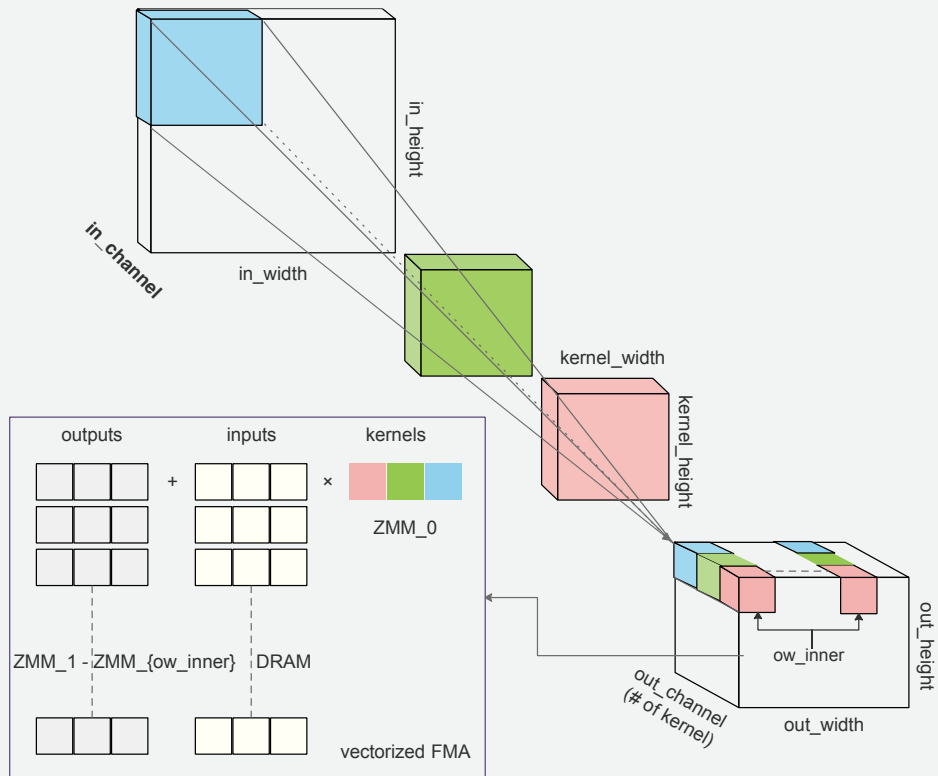 in_height
in_channel
in_width
kernel_width
kernel_height
outputs inputs kernels
+ ×
ZMM_0
ZMM_1 - ZMM_{ow_inner} DRAM
vectorized FMA
ow_inner
out_height
out_channel
(# of kernel)
out_width